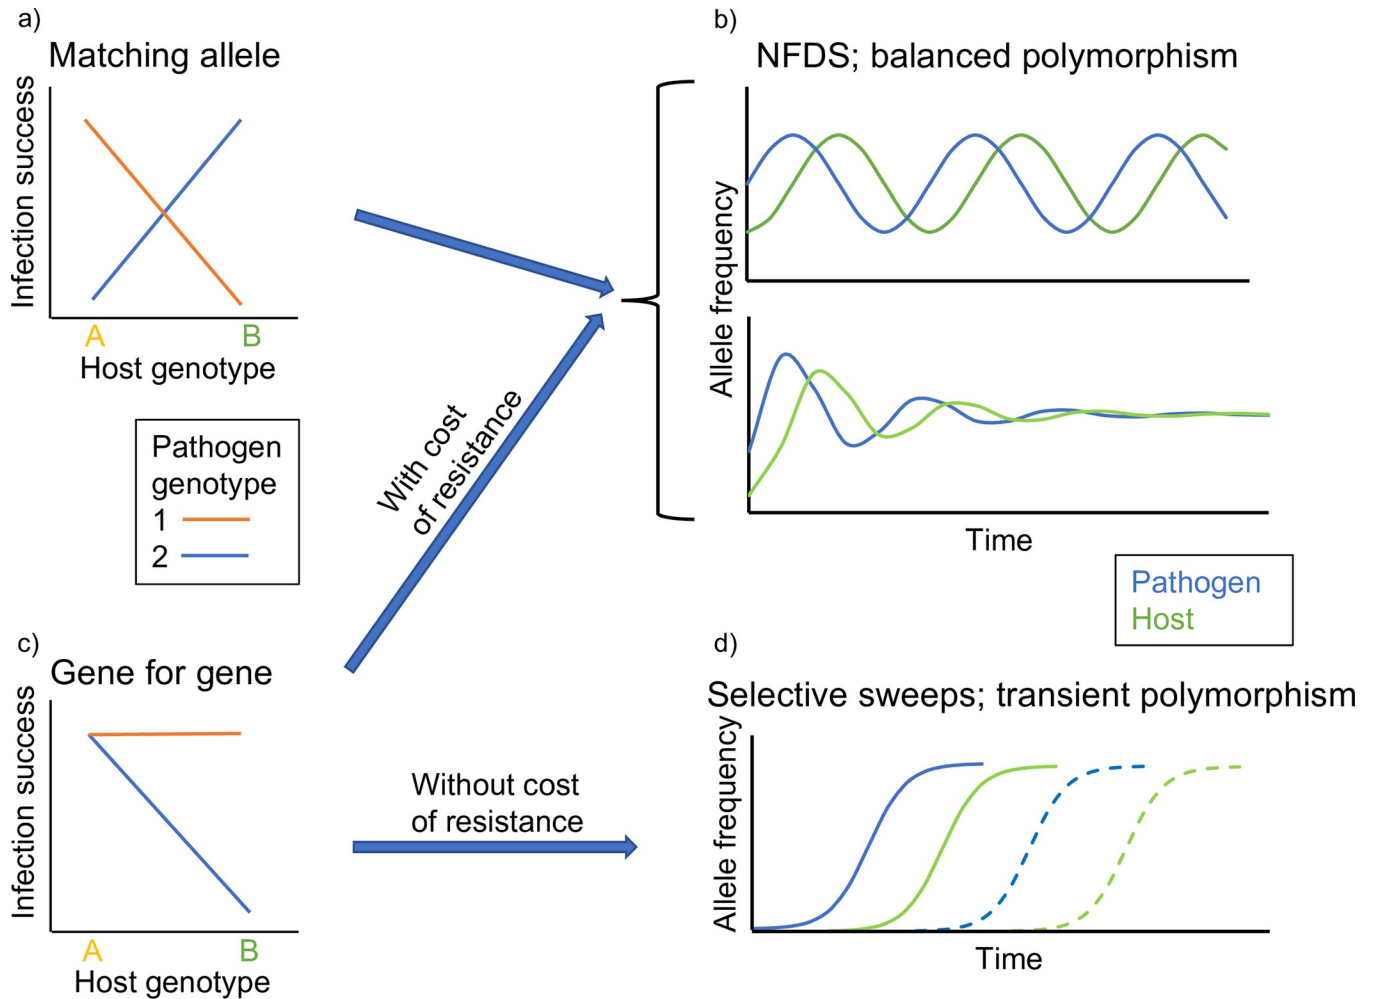 a)
Matching allele
Infection success
A
B
Host genotype
Pathogen
genotype
1
2
With cost
of resistance
b)
NFDS; balanced polymorphism
Allele frequency
Time
Pathogen
Host
c)
Gene for gene
Infection success
A
B
Host genotype
Without cost
of resistance
d)
Selective sweeps; transient polymorphism
Allele frequency
Time